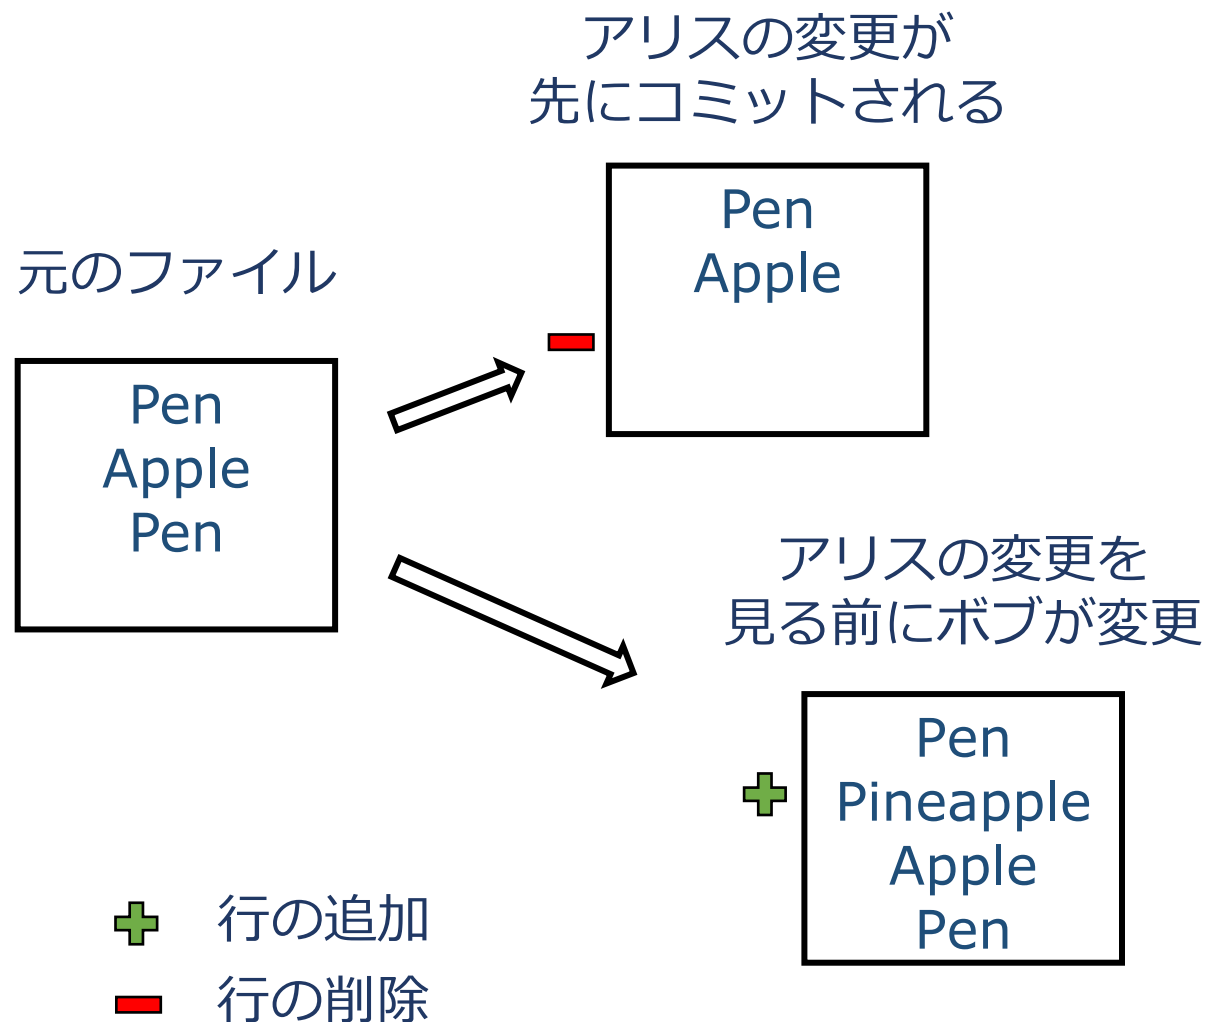 アリスの変更が
先にコミットされる
Pen
Apple
元のファイル
Pen
Apple
Pen
アリスの変更を
見る前にボブが変更
Pen
Pineapple
Apple
Pen
行の追加
行の削除